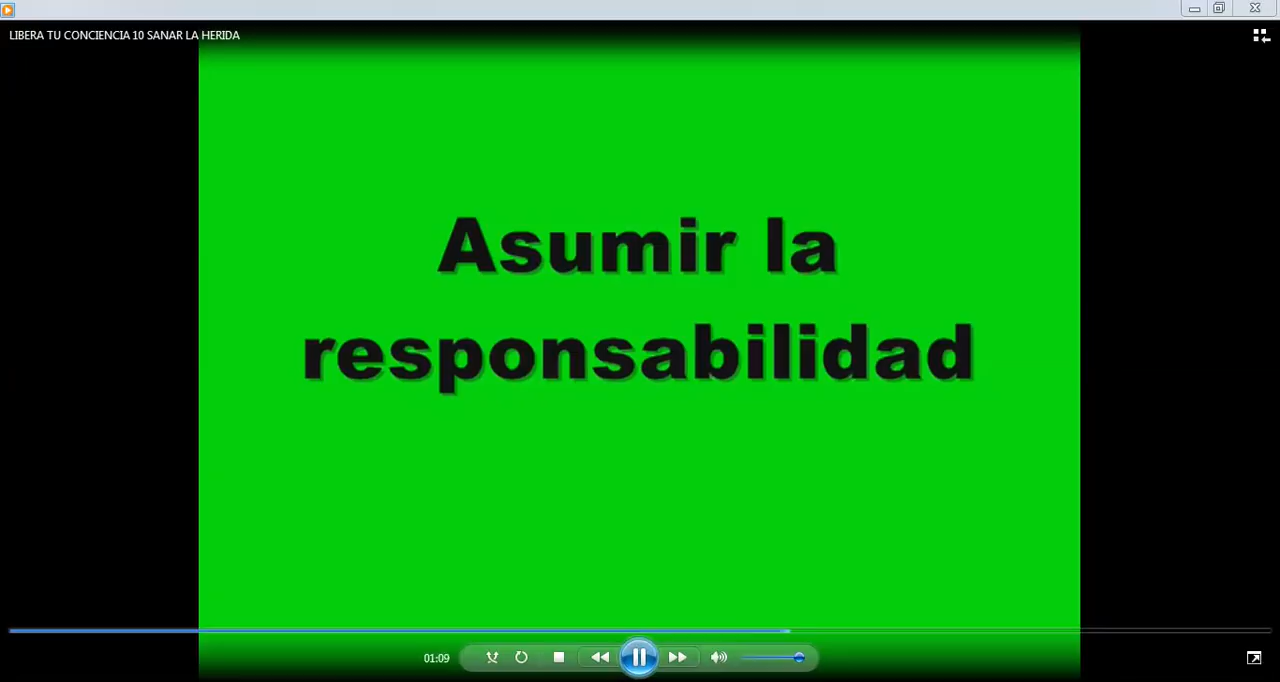 LIBERA TU CONCIENCIA 10 SANAR LA HERIDA
Asumir la
responsabilidad
01:09